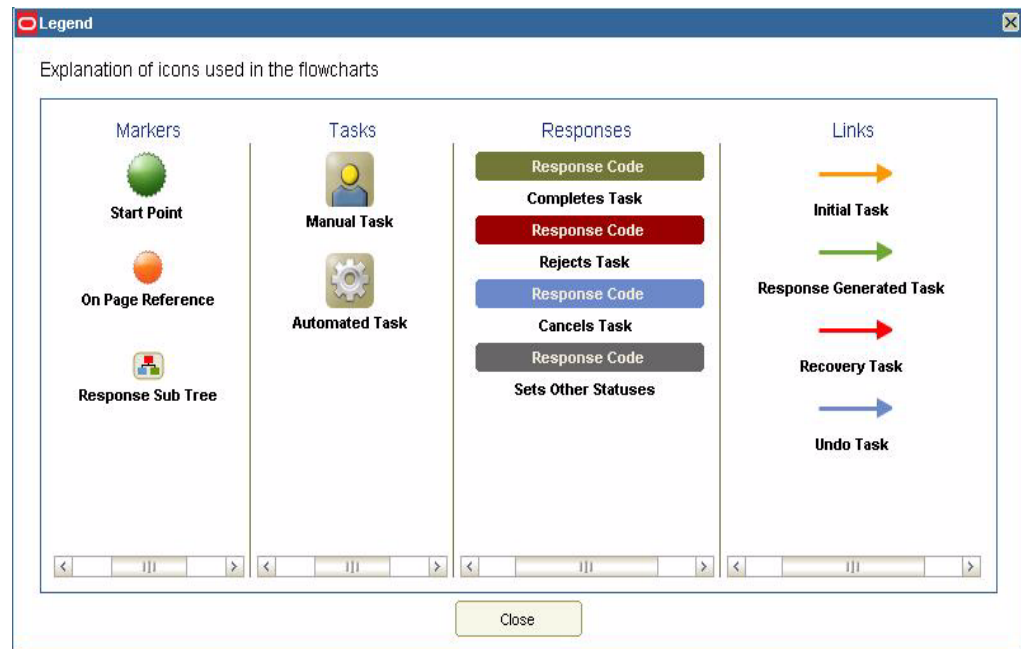 Legend
Explanation of icons used in the flowcharts
Markers
Start Point
On Page Reference
Response Sub Tree
Tasks
Manual Task
Automated Task
Responses
Response Code
Completes Task
Response Code
Rejects Task
Response Code
Cancels Task
Response Code
Sets Other Statuses
Links
Initial Task
Response Generated Task
Recovery Task
Undo Task
Close